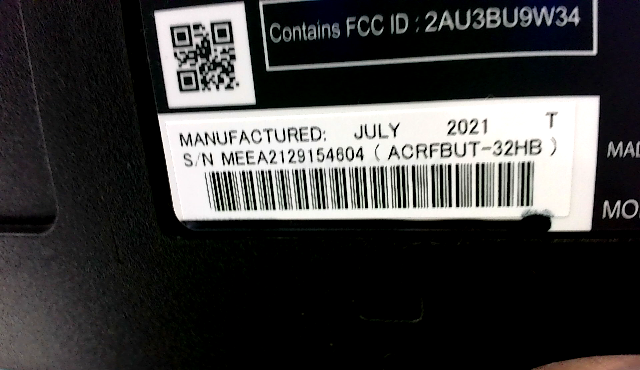 Contains FCC ID : 2AU3BU9W34
MANUFACTURED: JULY 2021 T
S/N MEEA2129154604 ( ACRFBUT-32HB )